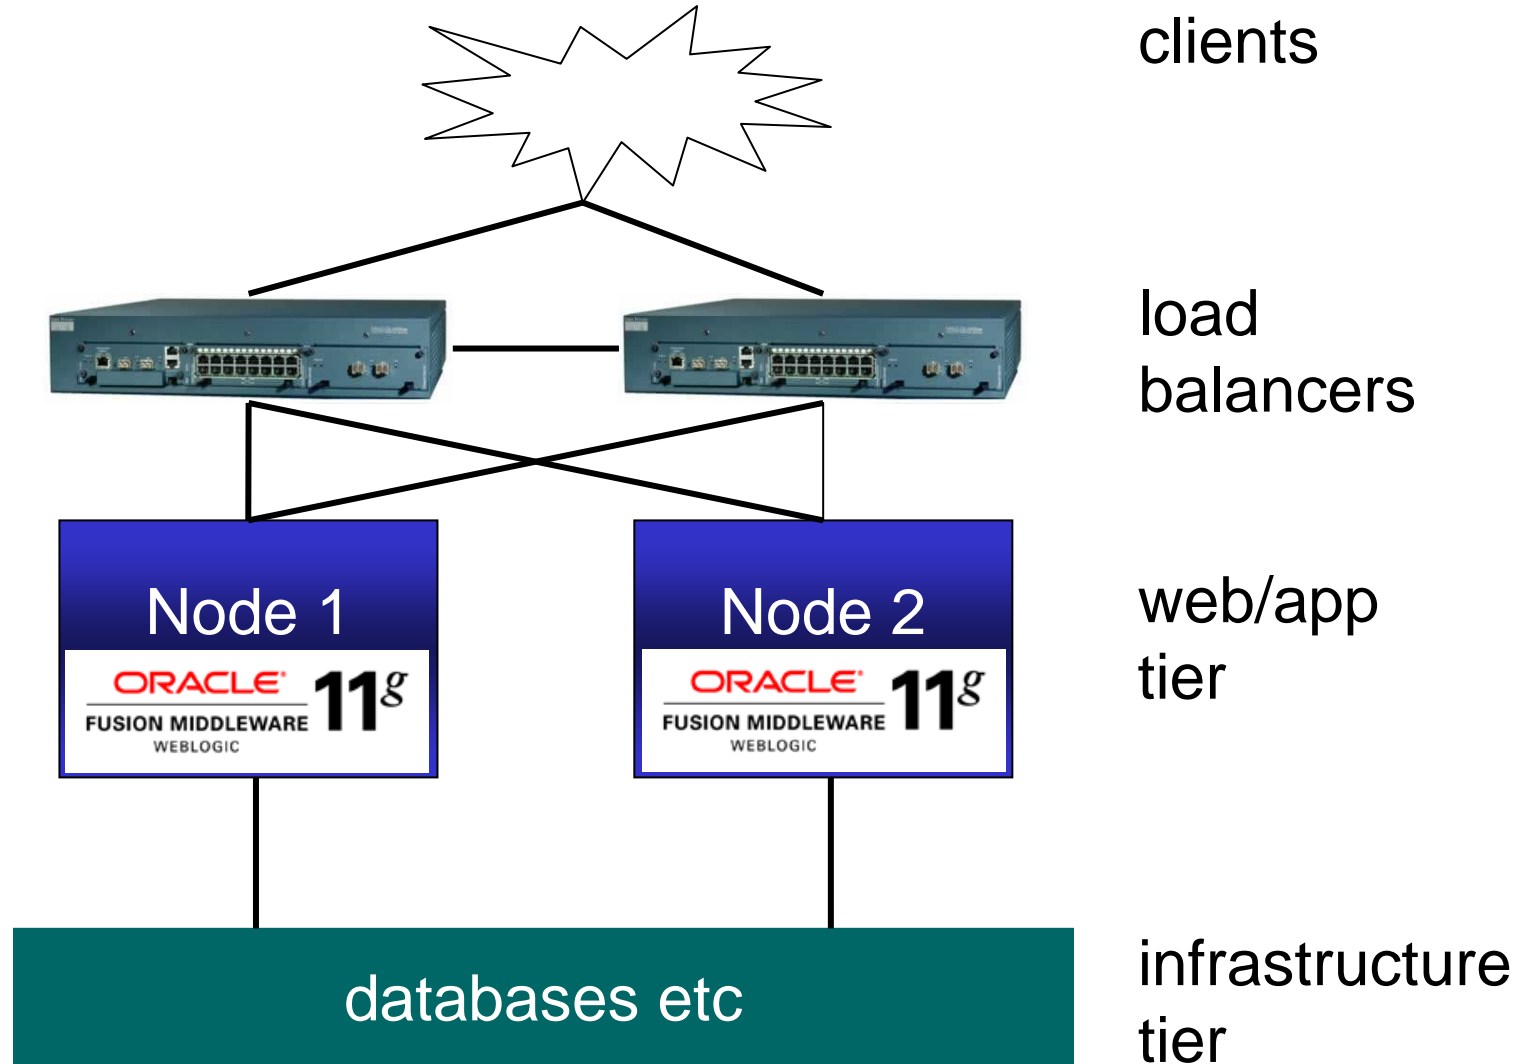 clients
load
balancers
Node 1
ORACLE
FUSION MIDDLEWARE
WEBLOGIC
11g
Node 2
ORACLE
FUSION MIDDLEWARE
WEBLOGIC
11g
web/app
tier
databases etc
infrastructure
tier